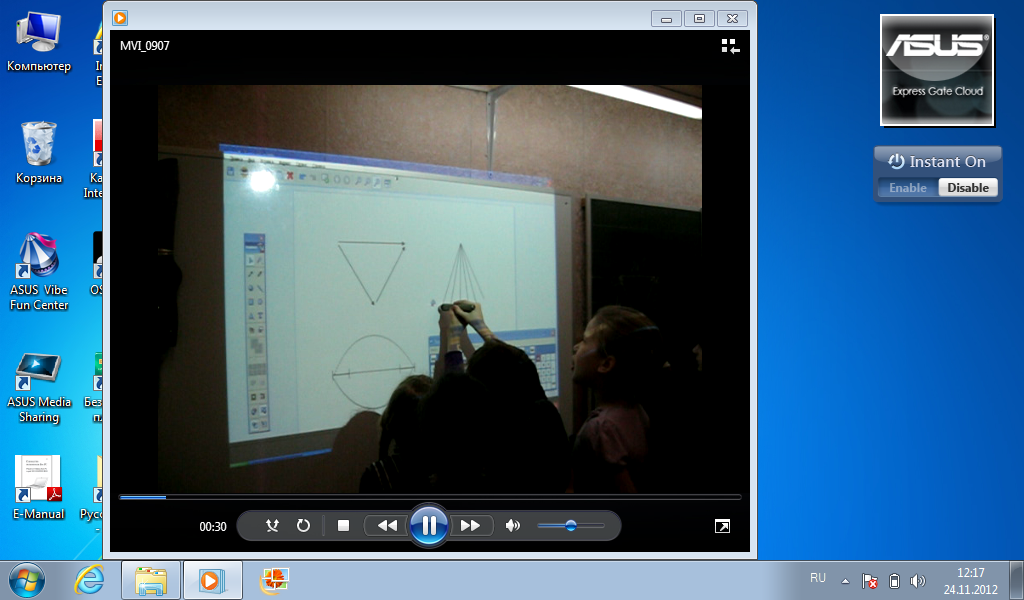 MVI_0907
Компьютер
Корзина
ASUS Vibe
Fun Center
ASUS Media
Sharing
E-Manual
ASUS
Express Gate Cloud
Instant On
Enable
Disable
00:30
RU
12:17
24.11.2012